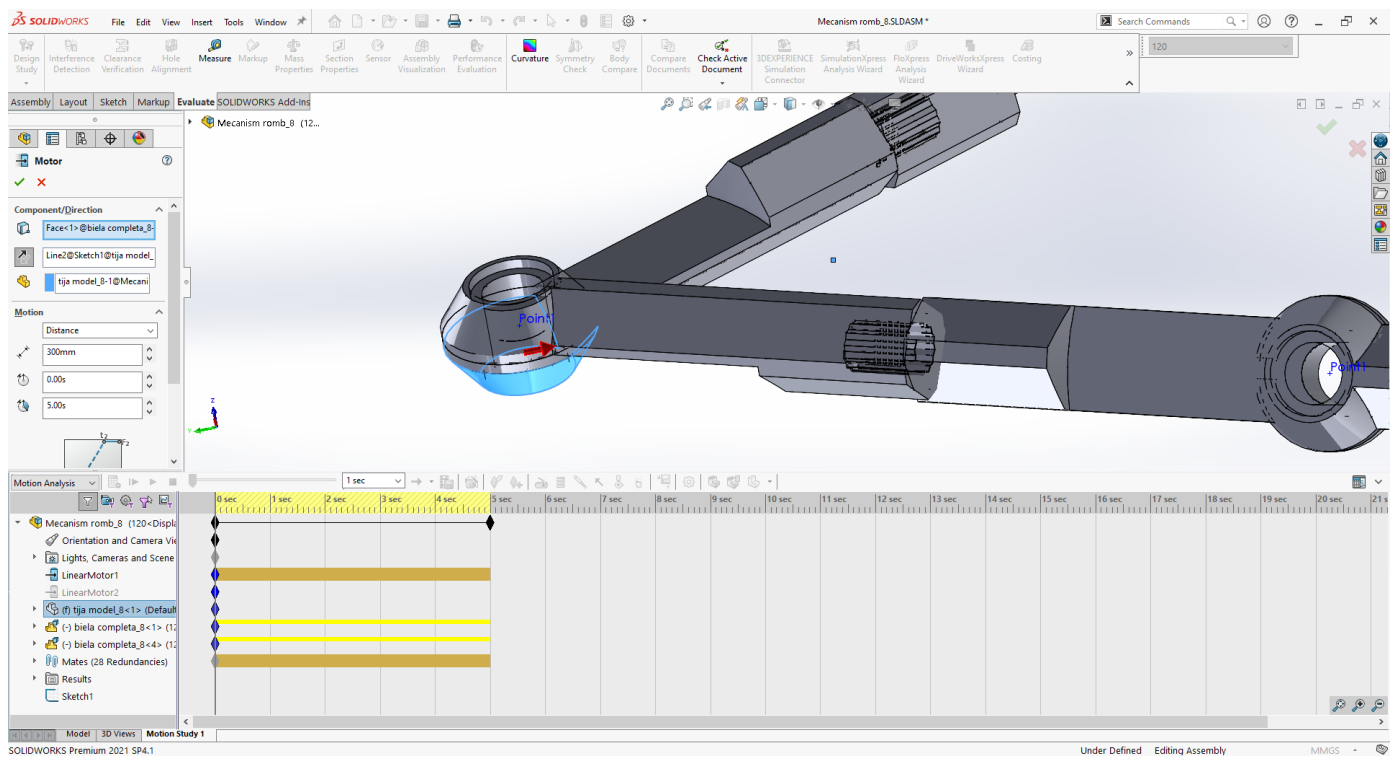 SOLIDWORKS File Edit View Insert Tools Window Mecanism romb_8.SLDASM * Search Commands
Design Study
Interference Detection
Clearance Verification
Hole Alignment
Measure
Markup
Mass Properties
Section Properties
Sensor
Assembly Visualization
Performance Evaluation
Curvature
Symmetry Check
Body Compare
Compare Documents
Check Active Document
3DEXPERIENCE Simulation Connector
SimulationXpress Analysis Wizard
FloXpress Analysis Wizard
DriveWorksXpress Wizard
Costing
120
Assembly Layout Sketch Markup Evaluate SOLIDWORKS Add-Ins
Mecanism romb_8 (12...
Motor
Component/Direction
Face<1>@biela completa_8-
Line2@Sketch1@tija model_
tija model_8-1@Mecani
Motion
Distance
300mm
0.00s
5.00s
t2
Point1
Point1
z
Y
Motion Analysis
1 sec
0 sec 1 sec 2 sec 3 sec 4 sec 5 sec 6 sec 7 sec 8 sec 9 sec 10 sec 11 sec 12 sec 13 sec 14 sec 15 sec 16 sec 17 sec 18 sec 19 sec 20 sec 21 s
Mecanism romb_8 (120<Displa
Orientation and Camera Vie
Lights, Cameras and Scene
LinearMotor1
LinearMotor2
(f) tija model_8<1> (Default
(-) biela completa_8<1> (12
(-) biela completa_8<4> (12
Mates (28 Redundancies)
Results
Sketch1
Model 3D Views Motion Study 1
SOLIDWORKS Premium 2021 SP4.1 Under Defined Editing Assembly MMGS